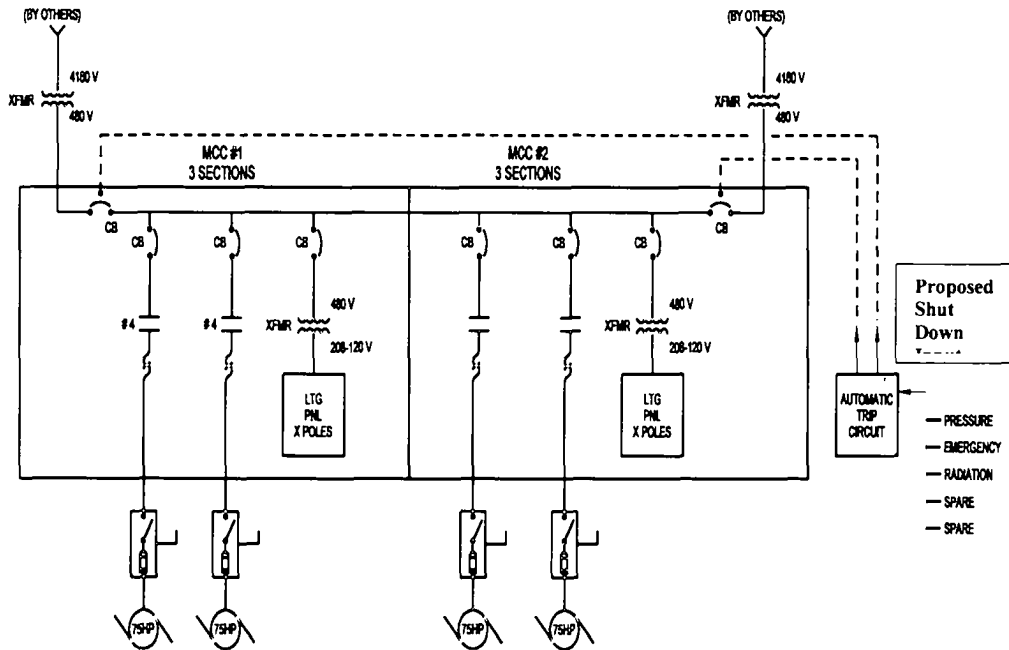 (BY OTHERS)
(BY OTHERS)
4180 V
XFMR
480 V
4180 V
XFMR
480 V
MCC #1
3 SECTIONS
MCC #2
3 SECTIONS
CB
CB
CB
CB
CB
CB
CB
CB
#4
#4
480 V
XFMR
208-120 V
480 V
XFMR
208-120 V
LTG
PNL
X POLES
LTG
PNL
X POLES
Proposed
Shut
Down
AUTOMATIC
TRIP
CIRCUIT
PRESSURE
EMERGENCY
RADIATION
SPARE
SPARE
75HP
75HP
75HP
75HP